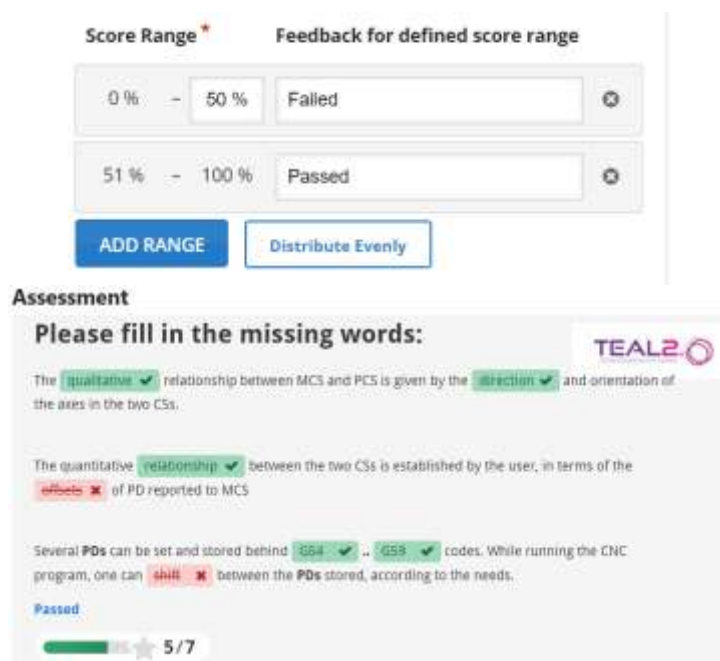 Score Range * Feedback for defined score range
0 % – 50 % Failed
51 % – 100 % Passed
ADD RANGE Distribute Evenly
Assessment
Please fill in the missing words:
TEAL2.O
The qualitative ✔ relationship between MCS and PCS is given by the direction ✔ and orientation of
the axes in the two CSs.
The quantitative relationship ✔ between the two CSs is established by the user, in terms of the
offsets ✖ of PD reported to MCS
Several PDs can be set and stored behind G54 ✔ .. G59 ✔ codes. While running the CNC
program, one can shift ✖ between the PDs stored, according to the needs.
Passed
5/7